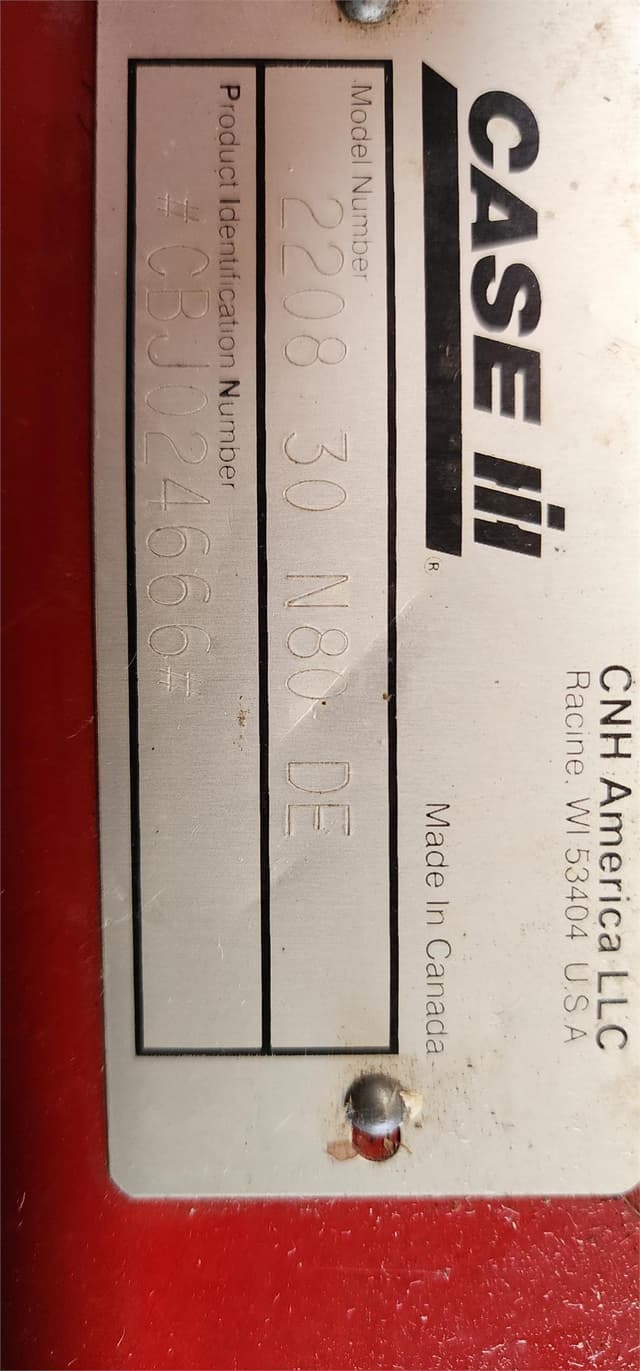 CNH America LLC
Racine, WI 53404 U.S.A
CASE IH
®
Made In Canada
Model Number
2208 30 N80 DE
Product Identification Number
#CBJ024666#